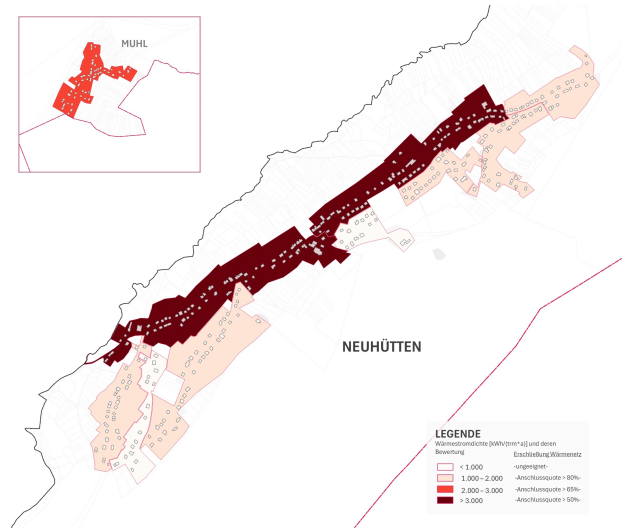 MUHL
NEUHÜTTEN
LEGENDE
Wärmestromdichte [kWh/(trm*a)] und deren
Bewertung
Erschließung Wärmenetz
< 1.000 -ungeeignet-
1.000 – 2.000 -Anschlussquote > 80%-
2.000 – 3.000 -Anschlussquote > 65%-
> 3.000 -Anschlussquote > 50%-